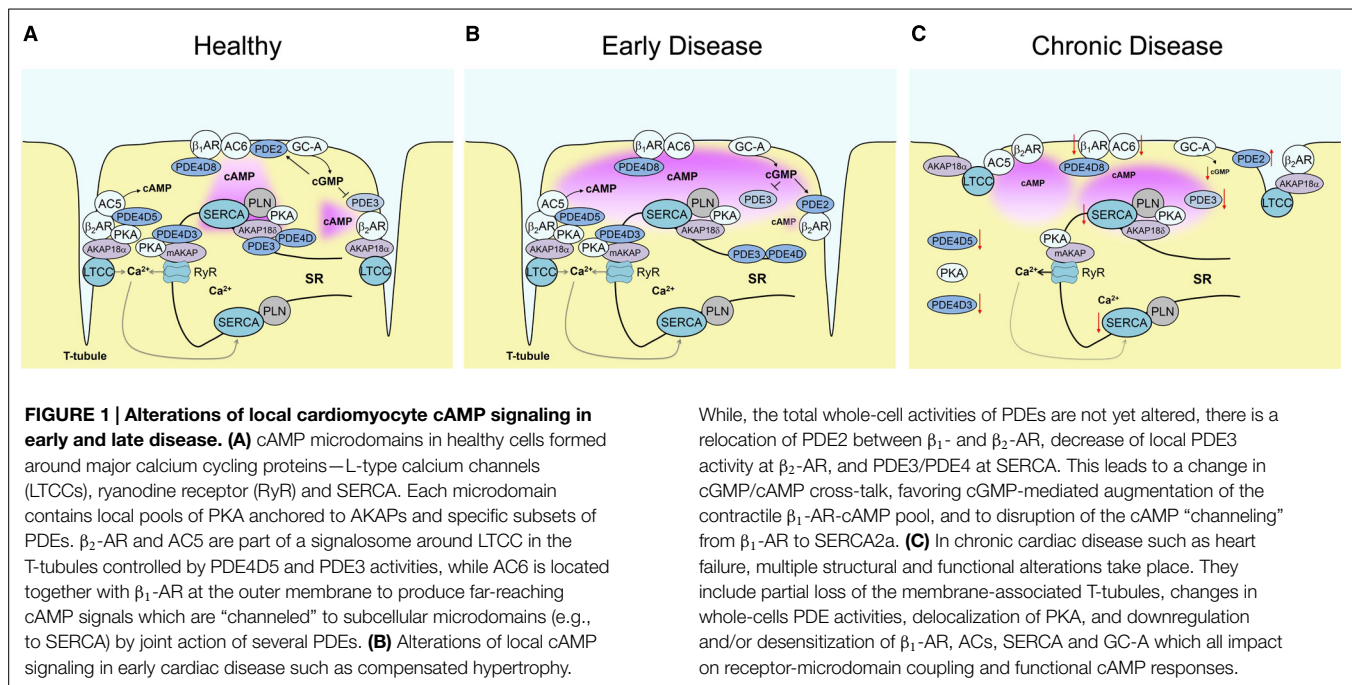 A
Healthy
β₁AR
AC6
PDE2
GC-A
PDE4D8
cGMP
cAMP
cAMP
AC5
PDE3
PDE4D5
SERCA
PLN
PKA
cAMP
β₂AR
β₂AR
PKA
PDE4D3
AKAP18δ
PDE4D
AKAP18α
PKA
mAKAP
PDE3
AKAP18α
LTCC
Ca²⁺
RyR
SR
LTCC
Ca²⁺
SERCA
PLN
T-tubule
B
Early Disease
β₁AR
AC6
GC-A
PDE4D8
cGMP
cAMP
cAMP
AC5
PDE3
PDE2
PDE4D5
SERCA
PLN
PKA
cAMP
β₂AR
β₂AR
PKA
PDE4D3
AKAP18δ
AKAP18α
PKA
mAKAP
PDE3
PDE4D
AKAP18α
LTCC
Ca²⁺
RyR
SR
LTCC
Ca²⁺
SERCA
PLN
T-tubule
C
Chronic Disease
β₂AR
β₁AR
AC6
GC-A
PDE2
β₂AR
AKAP18α
AC5
PDE4D8
cGMP
AKAP18α
LTCC
cAMP
cAMP
PDE3
LTCC
SERCA
PLN
PKA
PDE4D5
PKA
AKAP18δ
mAKAP
PKA
Ca²⁺
RyR
SR
PDE4D3
Ca²⁺
SERCA
PLN
FIGURE 1 | Alterations of local cardiomyocyte cAMP signaling in
early and late disease. (A) cAMP microdomains in healthy cells formed
around major calcium cycling proteins—L-type calcium channels
(LTCCs), ryanodine receptor (RyR) and SERCA. Each microdomain
contains local pools of PKA anchored to AKAPs and specific subsets of
PDEs. β₂-AR and AC5 are part of a signalosome around LTCC in the
T-tubules controlled by PDE4D5 and PDE3 activities, while AC6 is located
together with β₁-AR at the outer membrane to produce far-reaching
cAMP signals which are “channeled” to subcellular microdomains (e.g.,
to SERCA) by joint action of several PDEs. (B) Alterations of local cAMP
signaling in early cardiac disease such as compensated hypertrophy.
While, the total whole-cell activities of PDEs are not yet altered, there is a
relocation of PDE2 between β₁- and β₂-AR, decrease of local PDE3
activity at β₂-AR, and PDE3/PDE4 at SERCA. This leads to a change in
cGMP/cAMP cross-talk, favoring cGMP-mediated augmentation of the
contractile β₁-AR-cAMP pool, and to disruption of the cAMP “channeling”
from β₁-AR to SERCA2a. (C) In chronic cardiac disease such as heart
failure, multiple structural and functional alterations take place. They
include partial loss of the membrane-associated T-tubules, changes in
whole-cells PDE activities, delocalization of PKA, and downregulation
and/or desensitization of β₁-AR, ACs, SERCA and GC-A which all impact
on receptor-microdomain coupling and functional cAMP responses.